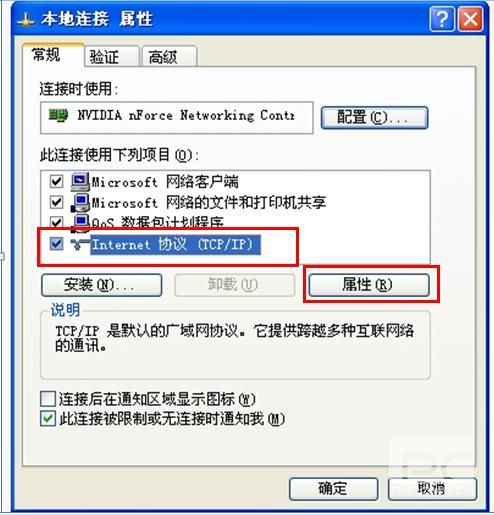 本地连接 属性
常规 验证 高级
连接时使用:
NVIDIA nForce Networking Contr
配置(C)...
此连接使用下列项目(O):
Microsoft 网络客户端
Microsoft 网络的文件和打印机共享
QoS 数据包计划程序
Internet 协议 (TCP/IP)
安装(N)... 卸载(U) 属性(R)
说明
TCP/IP 是默认的广域网协议。它提供跨越多种互联网络
的通讯。
连接后在通知区域显示图标(W)
此连接被限制或无连接时通知我(M)
确定 取消